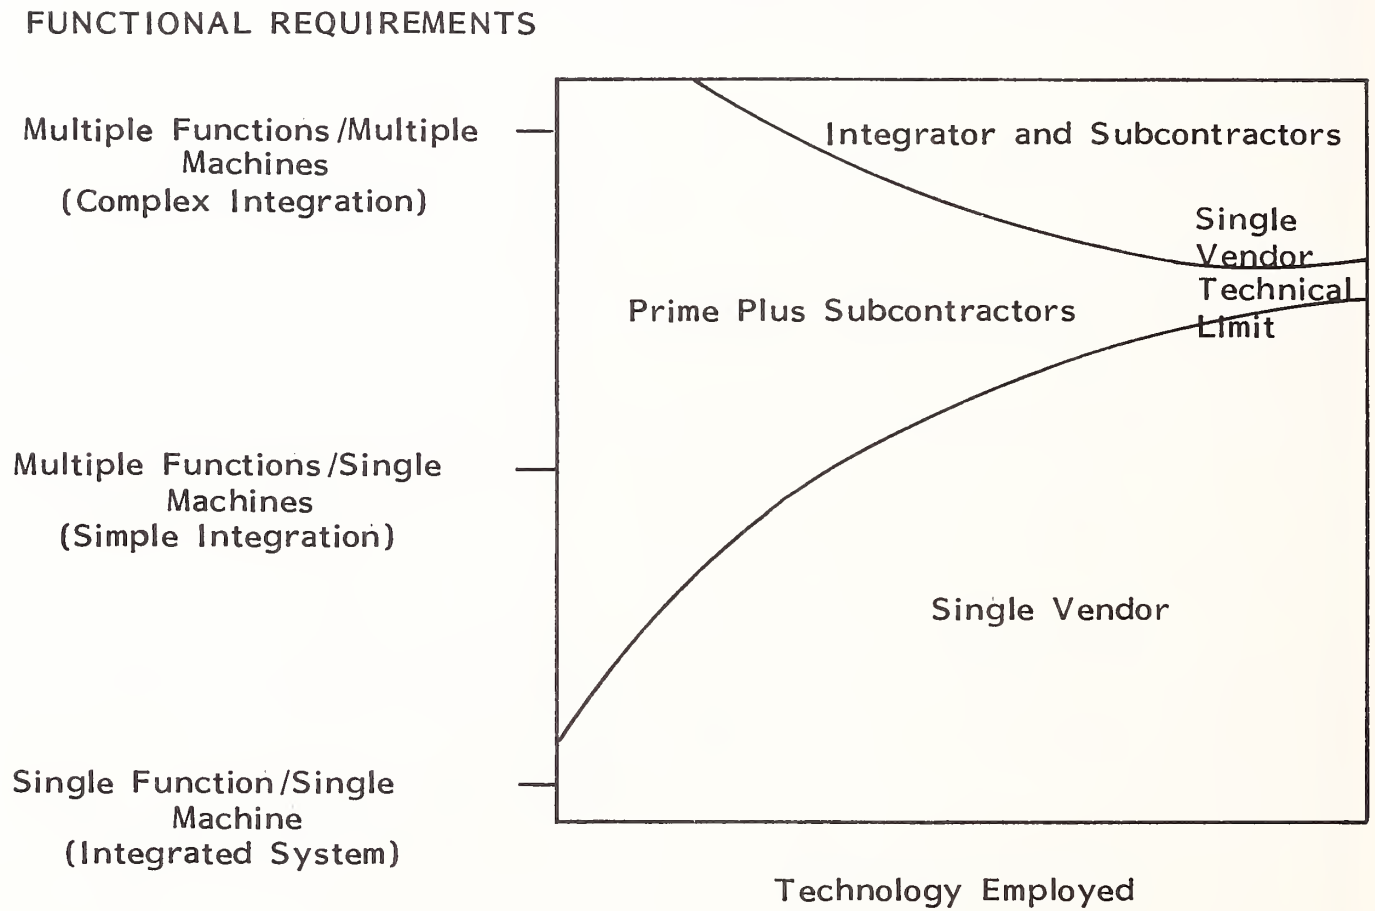 FUNCTIONAL REQUIREMENTS
Multiple Functions/Multiple
Machines
(Complex Integration)
Integrator and Subcontractors
Single
Vendor
Technical
Limit
Prime Plus Subcontractors
Multiple Functions/Single
Machines
(Simple Integration)
Single Vendor
Single Function/Single
Machine
(Integrated System)
Technology Employed